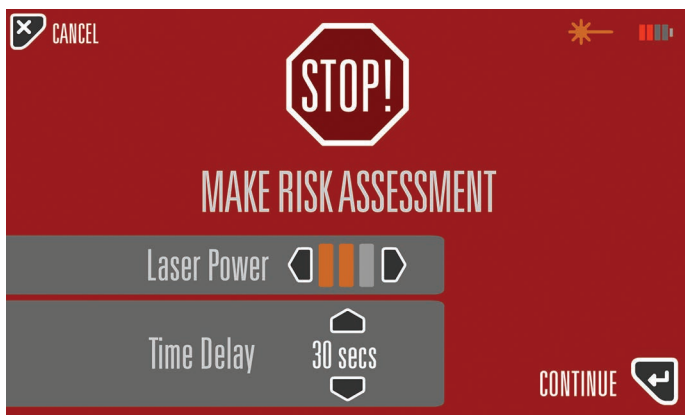 CANCEL
STOP!
MAKE RISK ASSESSMENT
Laser Power
Time Delay
30 secs
CONTINUE